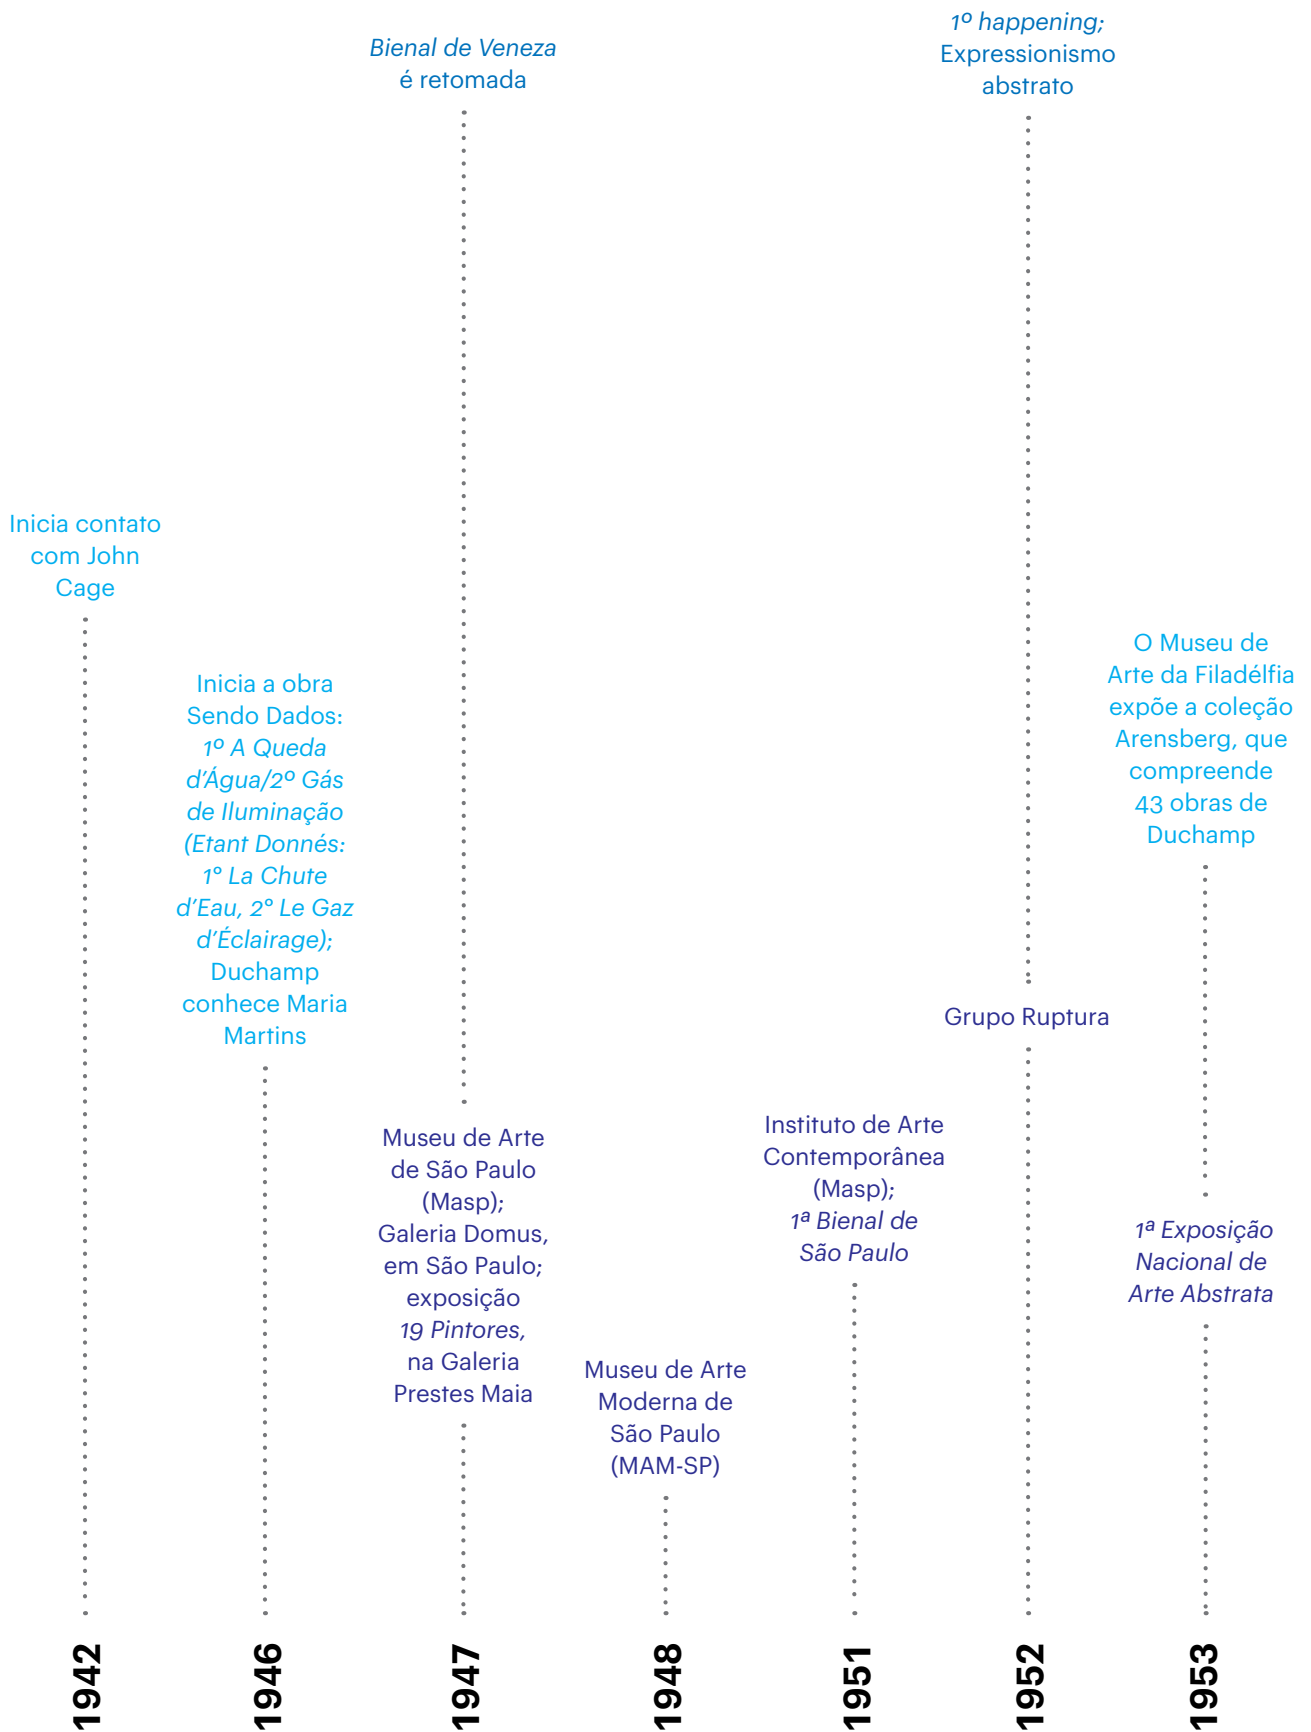 Inicia contato
com John
Cage
1942
Inicia a obra
Sendo Dados:
1º A Queda
d’Água/2º Gás
de Iluminação
(Etant Donnés:
1° La Chute
d’Eau, 2° Le Gaz
d’Éclairage);
Duchamp
conhece Maria
Martins
1946
Bienal de Veneza
é retomada
Museu de Arte
de São Paulo
(Masp);
Galeria Domus,
em São Paulo;
exposição
19 Pintores,
na Galeria
Prestes Maia
1947
Museu de Arte
Moderna de
São Paulo
(MAM-SP)
1948
Instituto de Arte
Contemporânea
(Masp);
1ª Bienal de
São Paulo
1951
1º happening;
Expressionismo
abstrato
Grupo Ruptura
1952
O Museu de
Arte da Filadélfia
expõe a coleção
Arensberg, que
compreende
43 obras de
Duchamp
1ª Exposição
Nacional de
Arte Abstrata
1953